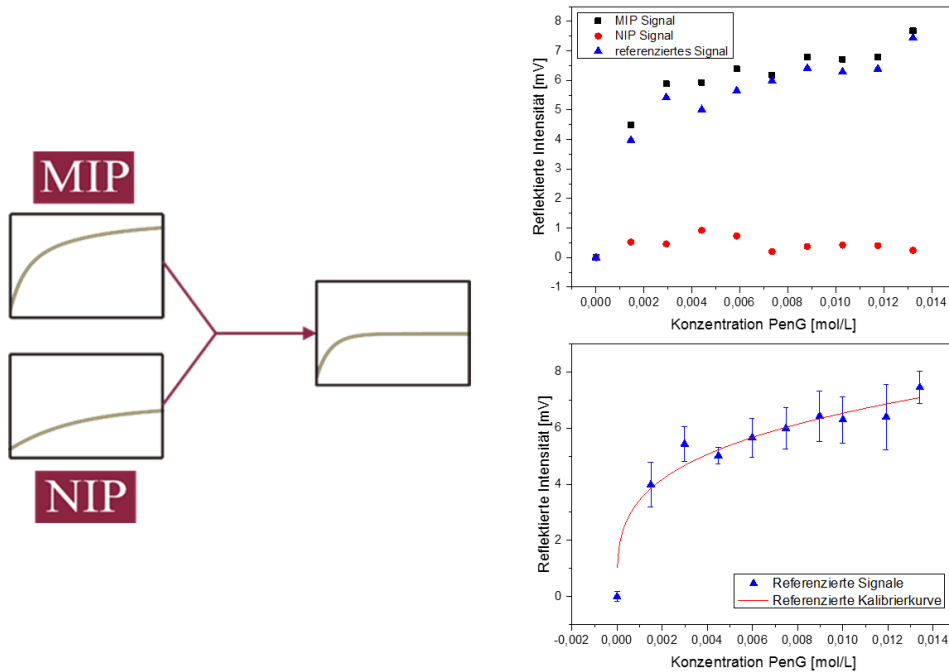 MIP
NIP
MIP Signal
NIP Signal
referenziertes Signal
Reflektierte Intensität [mV]
8
7
6
5
4
3
2
1
0
-1
0,000 0,002 0,004 0,006 0,008 0,010 0,012 0,014
Konzentration PenG [mol/L]
Reflektierte Intensität [mV]
8
6
4
2
0
Referenzierte Signale
Referenzierte Kalibrierkurve
-0,002 0,000 0,002 0,004 0,006 0,008 0,010 0,012 0,014
Konzentration PenG [mol/L]